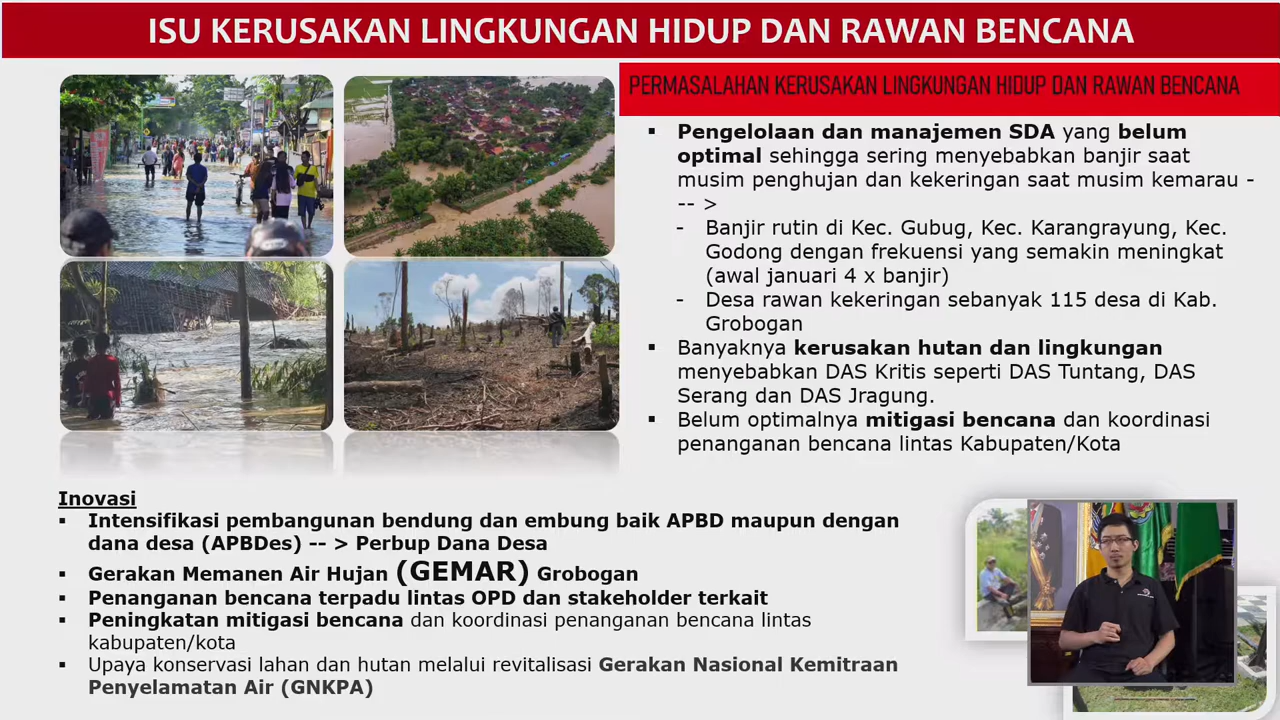 ISU KERUSAKAN LINGKUNGAN HIDUP DAN RAWAN BENCANA
PERMASALAHAN KERUSAKAN LINGKUNGAN HIDUP DAN RAWAN BENCANA
▪ Pengelolaan dan manajemen SDA yang belum
optimal sehingga sering menyebabkan banjir saat
musim penghujan dan kekeringan saat musim kemarau -
-- >
- Banjir rutin di Kec. Gubug, Kec. Karangrayung, Kec.
Godong dengan frekuensi yang semakin meningkat
(awal januari 4 x banjir)
- Desa rawan kekeringan sebanyak 115 desa di Kab.
Grobogan
▪ Banyaknya kerusakan hutan dan lingkungan
menyebabkan DAS Kritis seperti DAS Tuntang, DAS
Serang dan DAS Jragung.
▪ Belum optimalnya mitigasi bencana dan koordinasi
penanganan bencana lintas Kabupaten/Kota
Inovasi
▪ Intensifikasi pembangunan bendung dan embung baik APBD maupun dengan
dana desa (APBDes) -- > Perbup Dana Desa
▪ Gerakan Memanen Air Hujan (GEMAR) Grobogan
▪ Penanganan bencana terpadu lintas OPD dan stakeholder terkait
▪ Peningkatan mitigasi bencana dan koordinasi penanganan bencana lintas
kabupaten/kota
▪ Upaya konservasi lahan dan hutan melalui revitalisasi Gerakan Nasional Kemitraan
Penyelamatan Air (GNKPA)